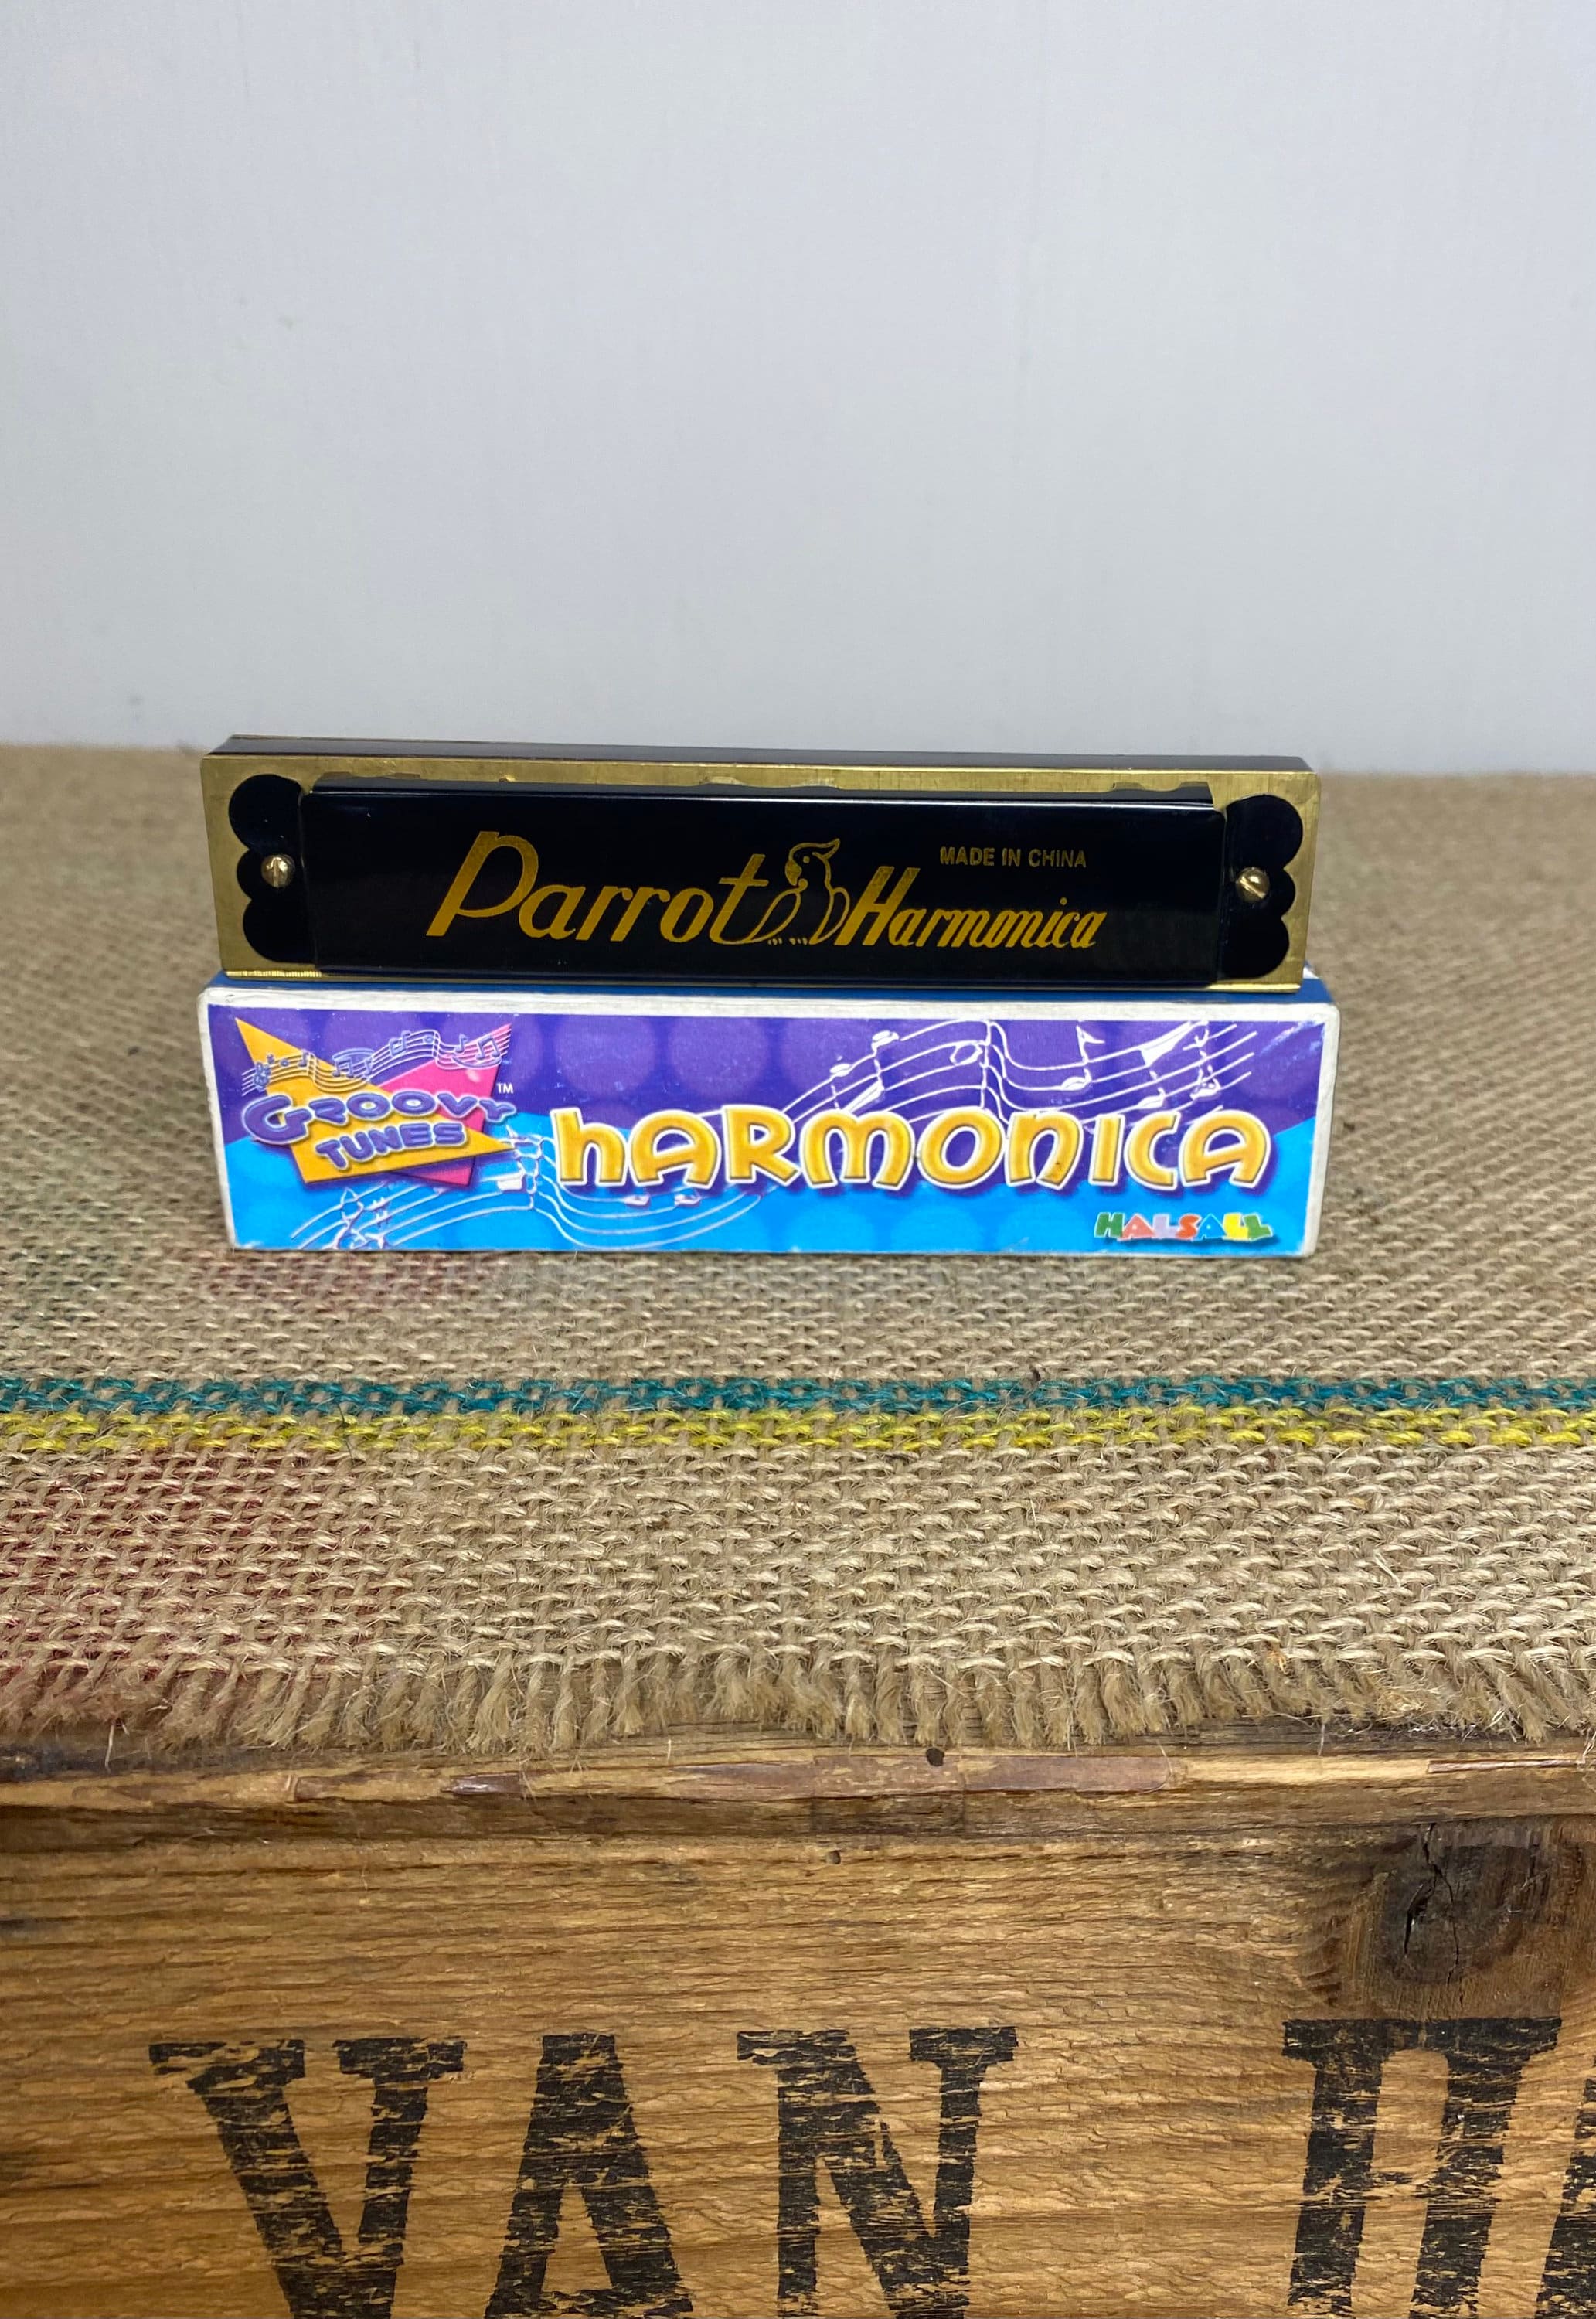 Parrot Harmonica
MADE IN CHINA
GROOVY
TUNES
TM
hARMONICA
HALSALL
VAN